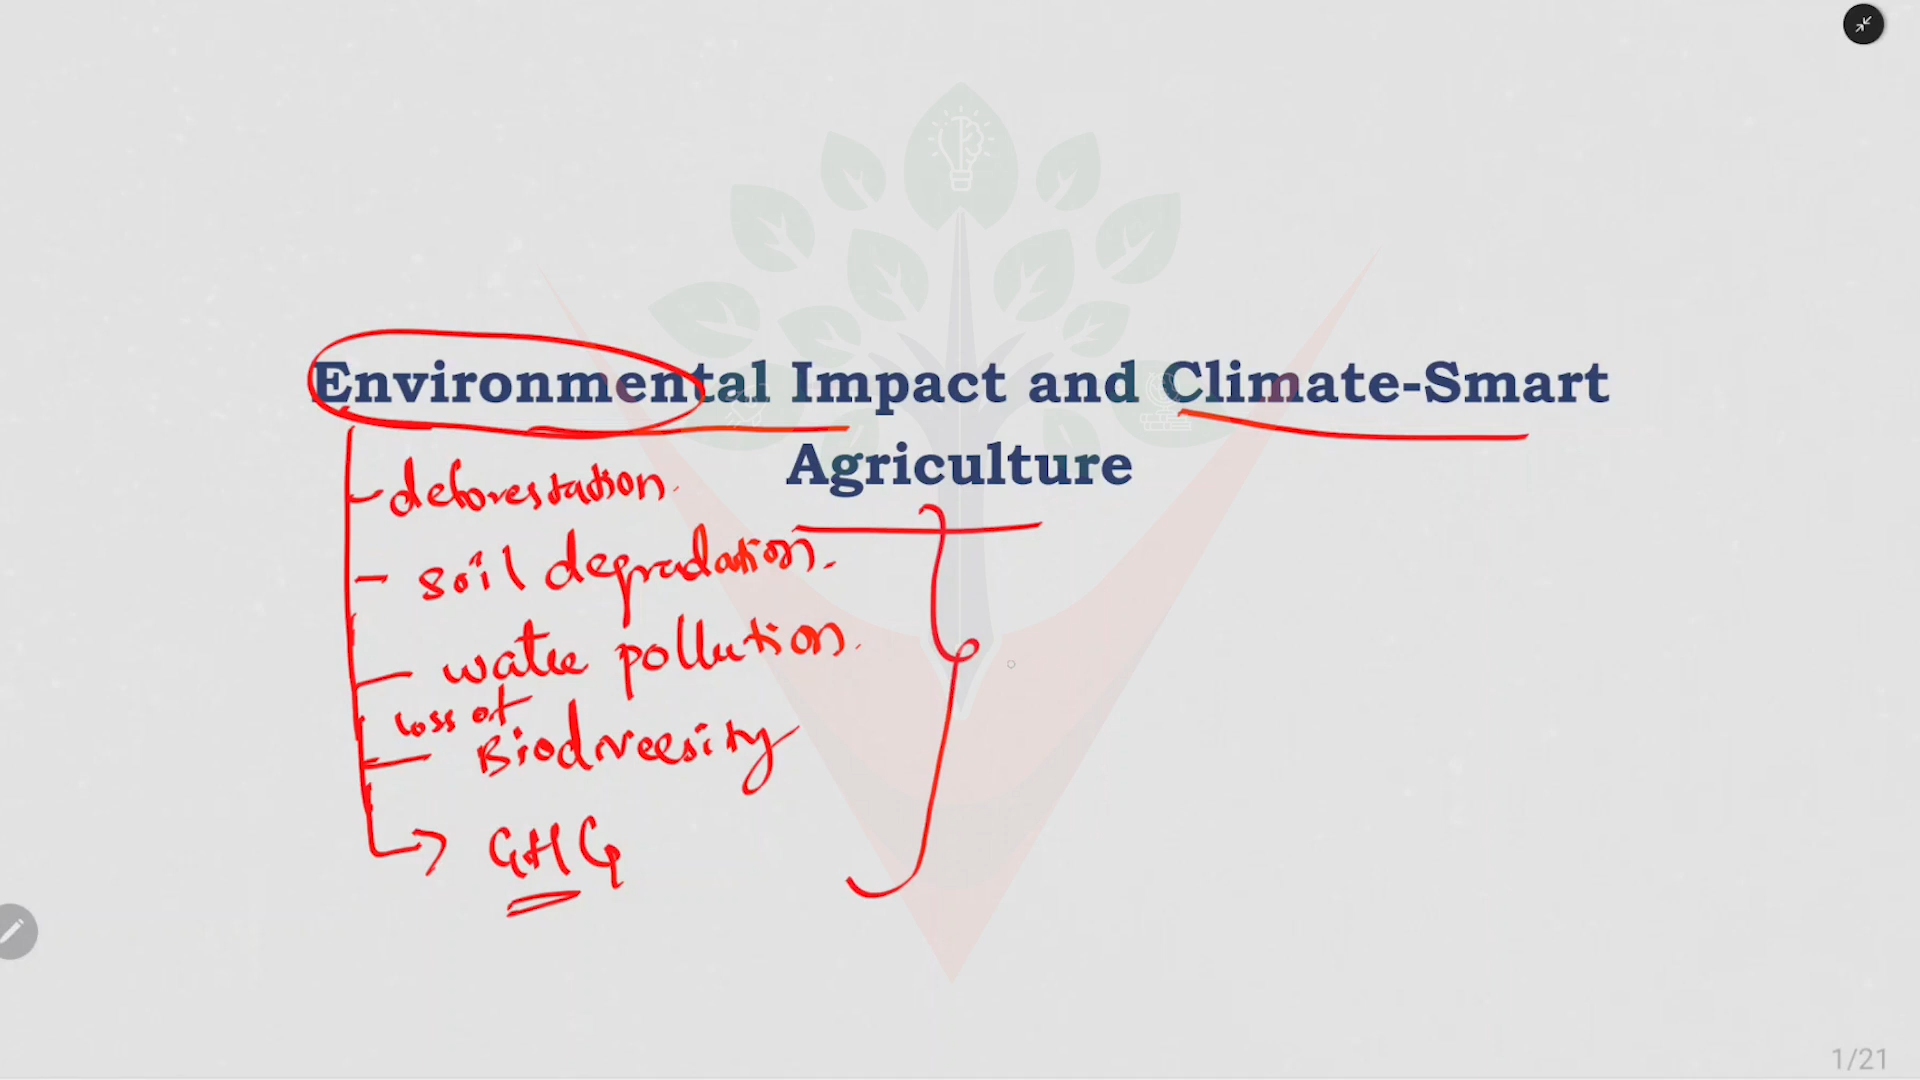 Environmental Impact and Climate-Smart
Agriculture
deforestation.
soil degradation.
water pollution.
loss of
Biodiversity
GHG
1/21